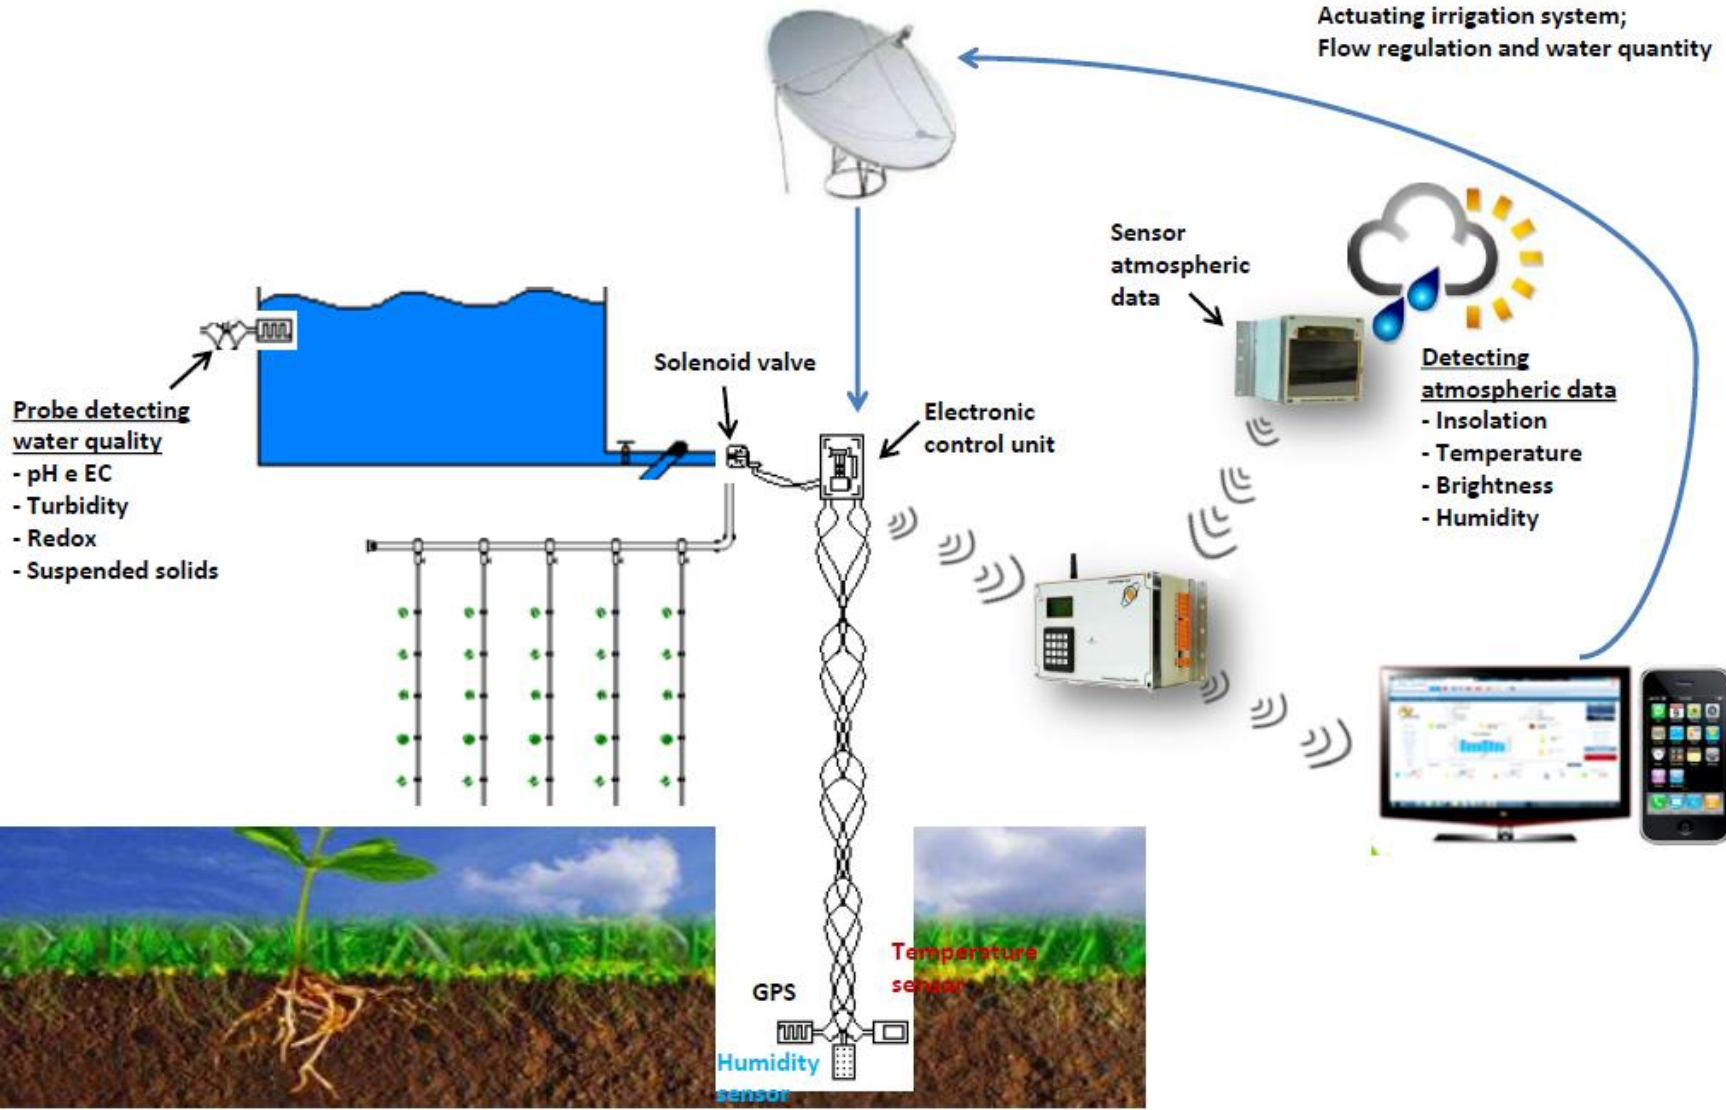 Actuating irrigation system;
Flow regulation and water quantity
Sensor
atmospheric
data
Detecting
atmospheric data
- Insolation
- Temperature
- Brightness
- Humidity
Solenoid valve
Electronic
control unit
Probe detecting
water quality
- pH e EC
- Turbidity
- Redox
- Suspended solids
Temperature
sensor
GPS
Humidity
sensor